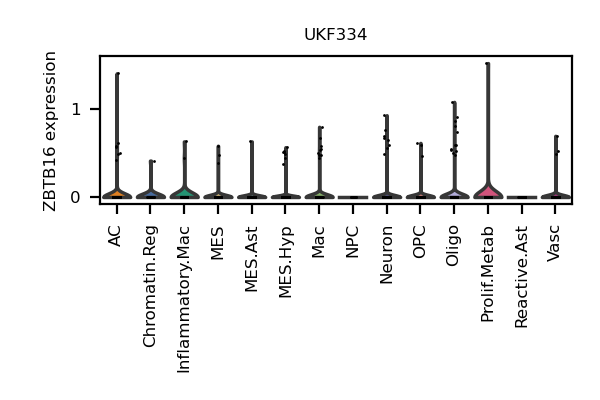 UKF334
ZBTB16 expression
1
0
AC
Chromatin.Reg
Inflammatory.Mac
MES
MES.Ast
MES.Hyp
Mac
NPC
Neuron
OPC
Oligo
Prolif.Metab
Reactive.Ast
Vasc